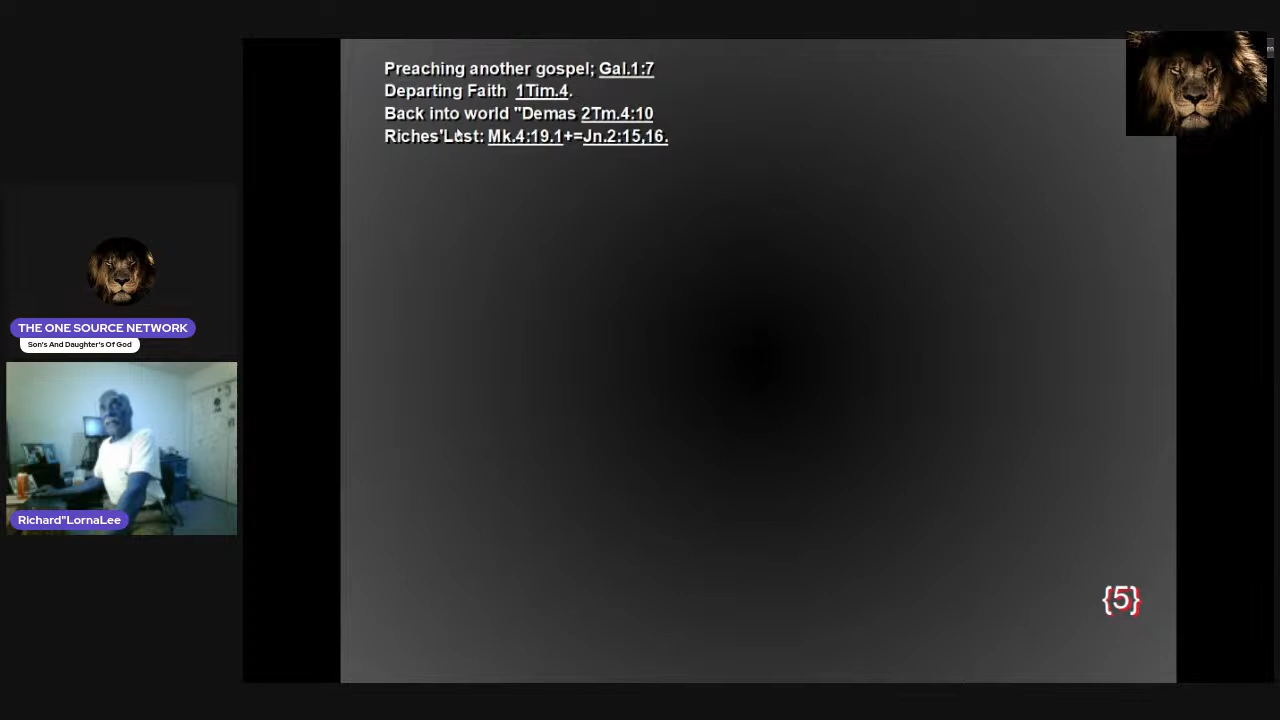 Preaching another gospel; Gal.1:7
Departing Faith 1Tim.4.
Back into world "Demas 2Tm.4:10
Riches'Lust: Mk.4:19.1+=Jn.2:15,16.
THE ONE SOURCE NETWORK
Son's And Daughter's Of God
Richard"LornaLee
{5}